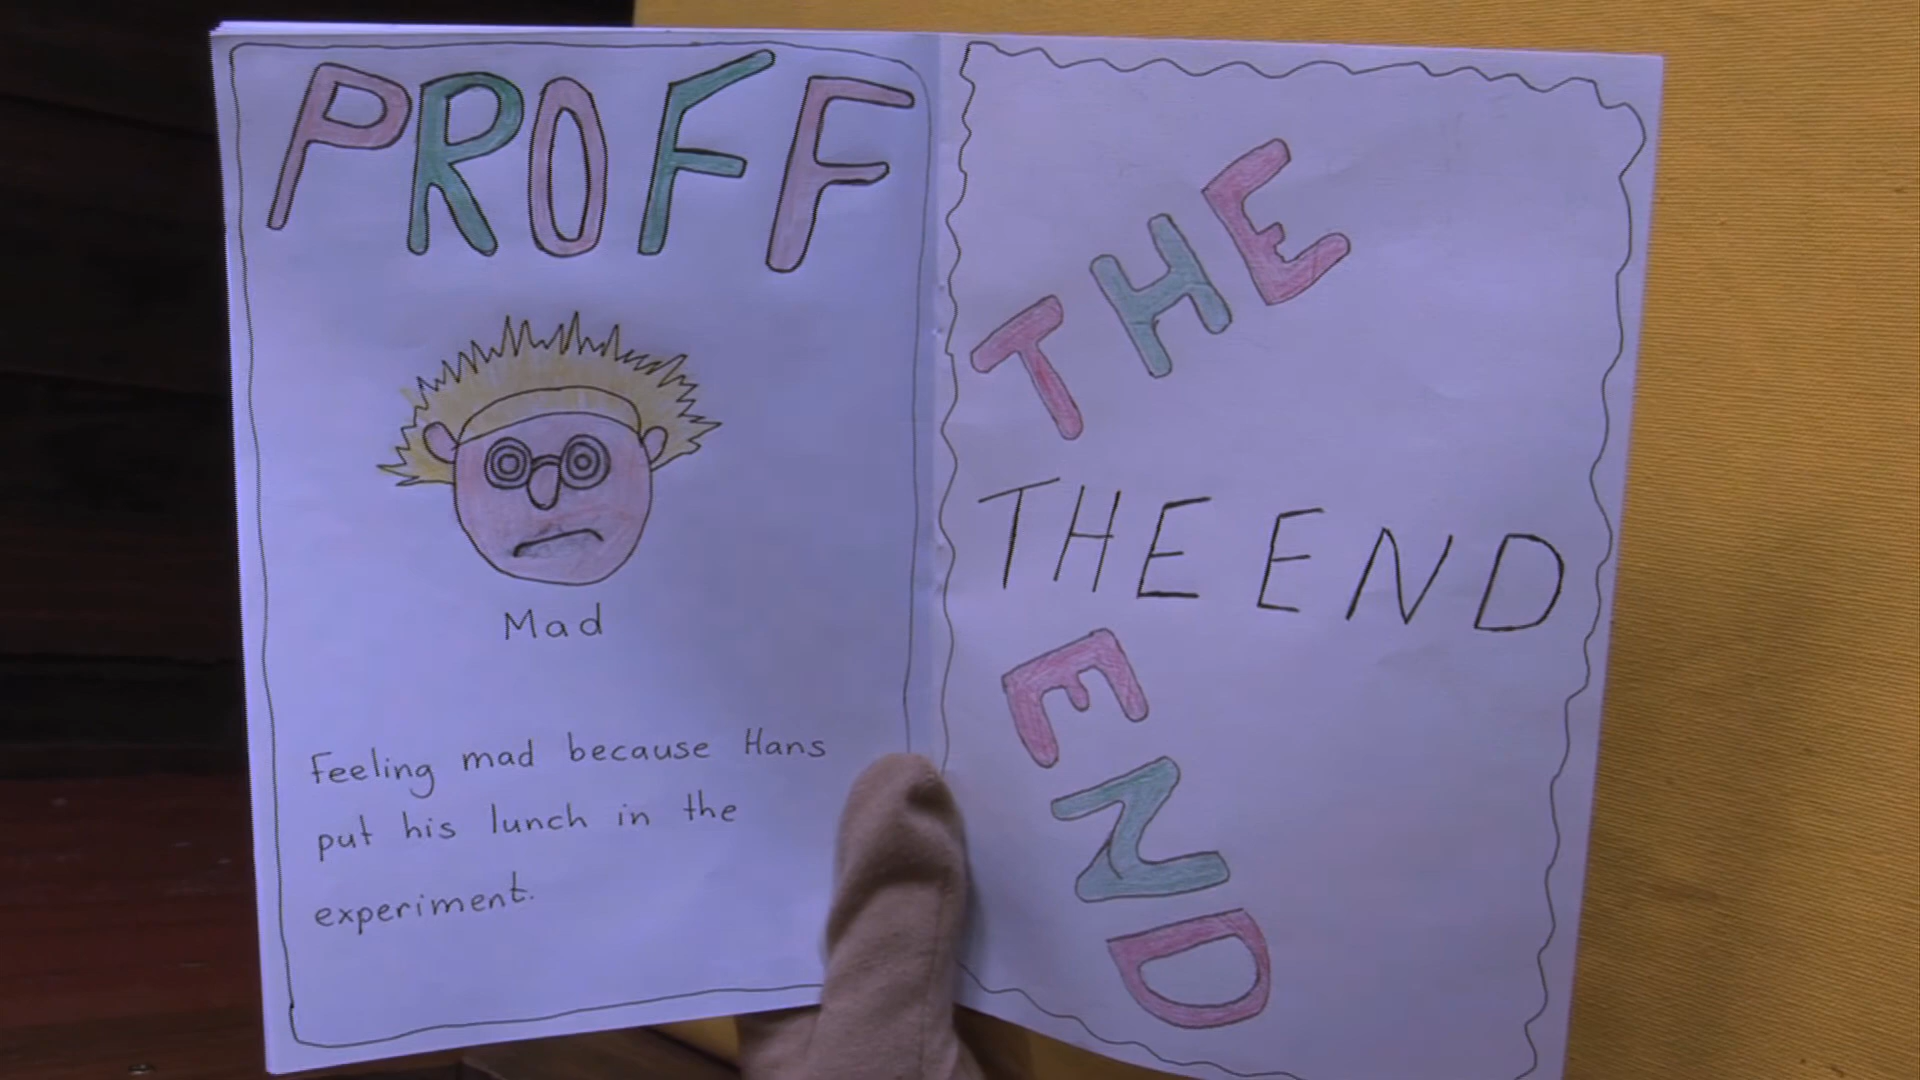 PROFF
Mad
Feeling mad because Hans
put his lunch in the
experiment.
THE
THE END
END